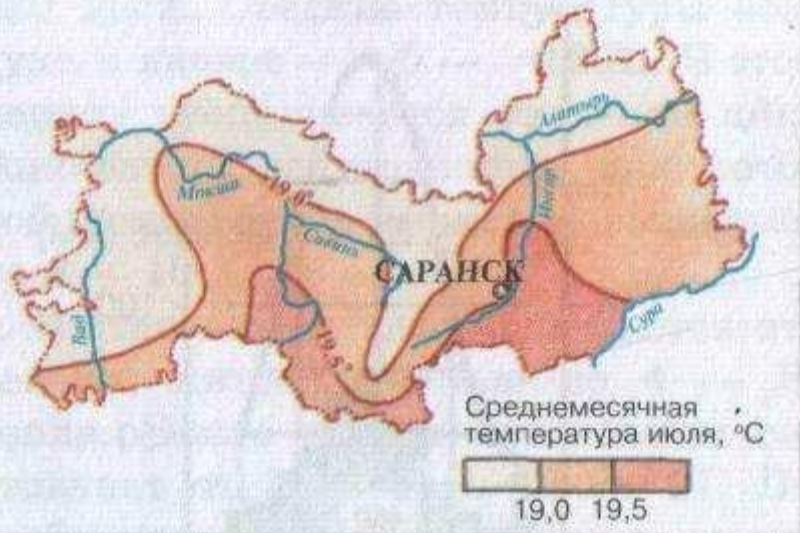 Алатырь
Мокша
19.0°
Инсар
Сивинь
САРАНСК
Вад
19,5°
Сура
Среднемесячная
температура июля, °С
19,0 19,5